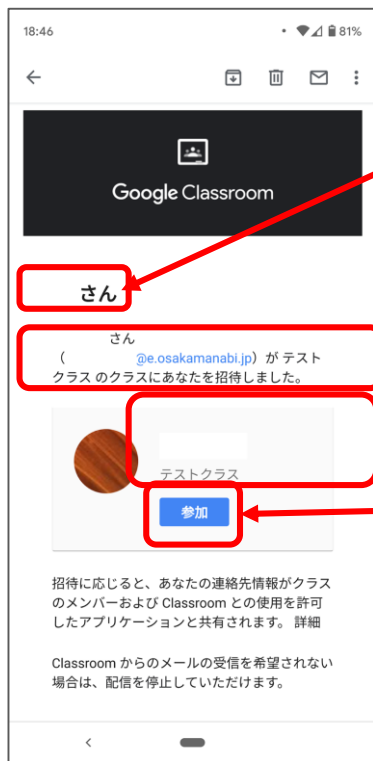 18:46
81%
Google Classroom
さん
さん
( @e.osakamanabi.jp) が テスト
クラス のクラスにあなたを招待しました。
テストクラス
参加
招待に応じると、あなたの連絡先情報がクラス
のメンバーおよび Classroom との使用を許可
したアプリケーションと共有されます。 詳細
Classroom からのメールの受信を希望されない
場合は、配信を停止していただけます。